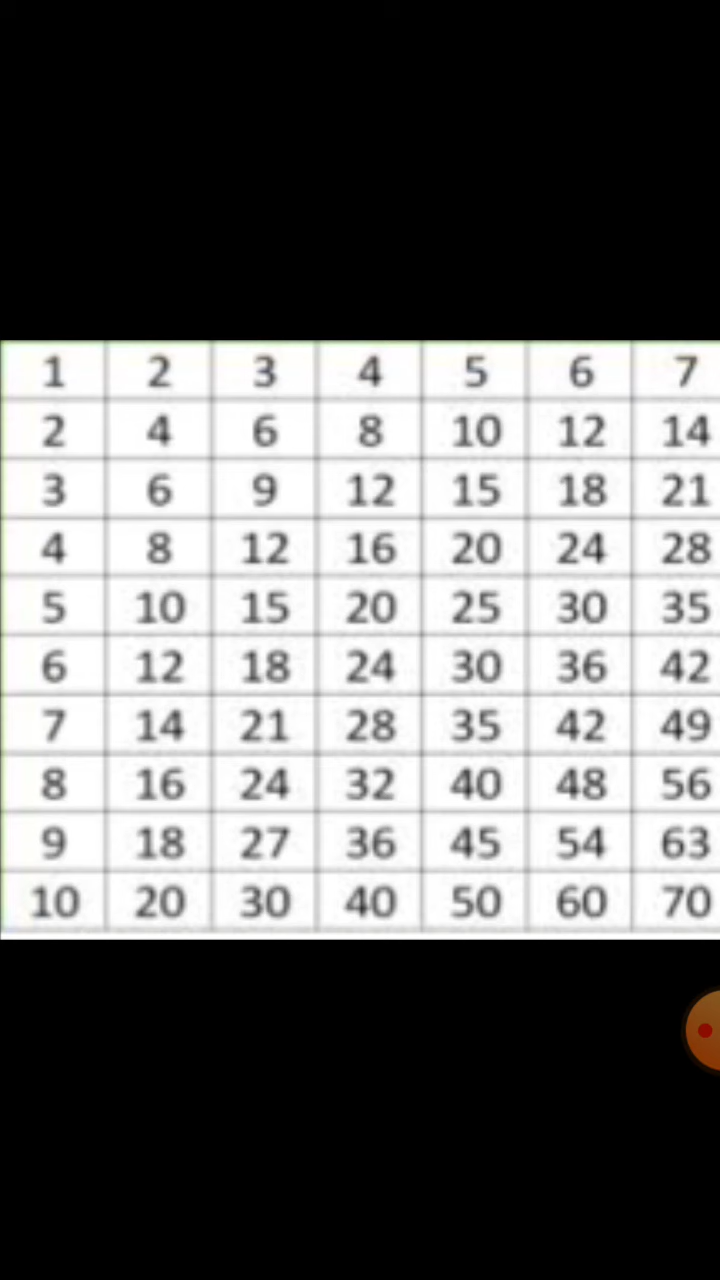 1 2 3 4 5 6 7
2 4 6 8 10 12 14
3 6 9 12 15 18 21
4 8 12 16 20 24 28
5 10 15 20 25 30 35
6 12 18 24 30 36 42
7 14 21 28 35 42 49
8 16 24 32 40 48 56
9 18 27 36 45 54 63
10 20 30 40 50 60 70